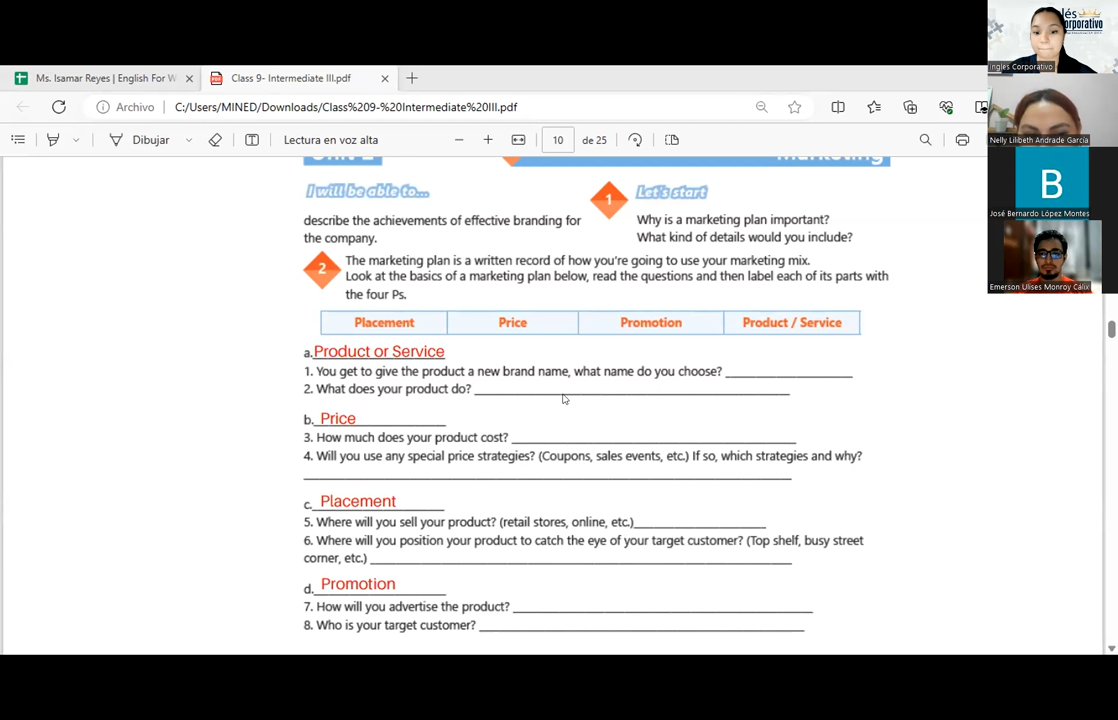 lés
corporativo
Inglés Corporativo
Ms. Isamar Reyes | English For W
Class 9- Intermediate III.pdf
Archivo
C:/Users/MINED/Downloads/Class%209-%20Intermediate%20III.pdf
Dibujar
Lectura en voz alta
10
de 25
Nelly Lilibeth Andrade García
B
José Bernardo López Montes
Emerson Ulises Monroy Cálix
Marketing
I will be able to...
describe the achievements of effective branding for
the company.
1
Let's start
Why is a marketing plan important?
What kind of details would you include?
2
The marketing plan is a written record of how you're going to use your marketing mix.
Look at the basics of a marketing plan below, read the questions and then label each of its parts with
the four Ps.
Placement Price Promotion Product / Service
a. Product or Service
1. You get to give the product a new brand name, what name do you choose? ____________________
2. What does your product do? ____________________
b. Price
3. How much does your product cost? ____________________
4. Will you use any special price strategies? (Coupons, sales events, etc.) If so, which strategies and why?
____________________
c. Placement
5. Where will you sell your product? (retail stores, online, etc.)____________________
6. Where will you position your product to catch the eye of your target customer? (Top shelf, busy street
corner, etc.) ____________________
d. Promotion
7. How will you advertise the product? ____________________
8. Who is your target customer? ____________________